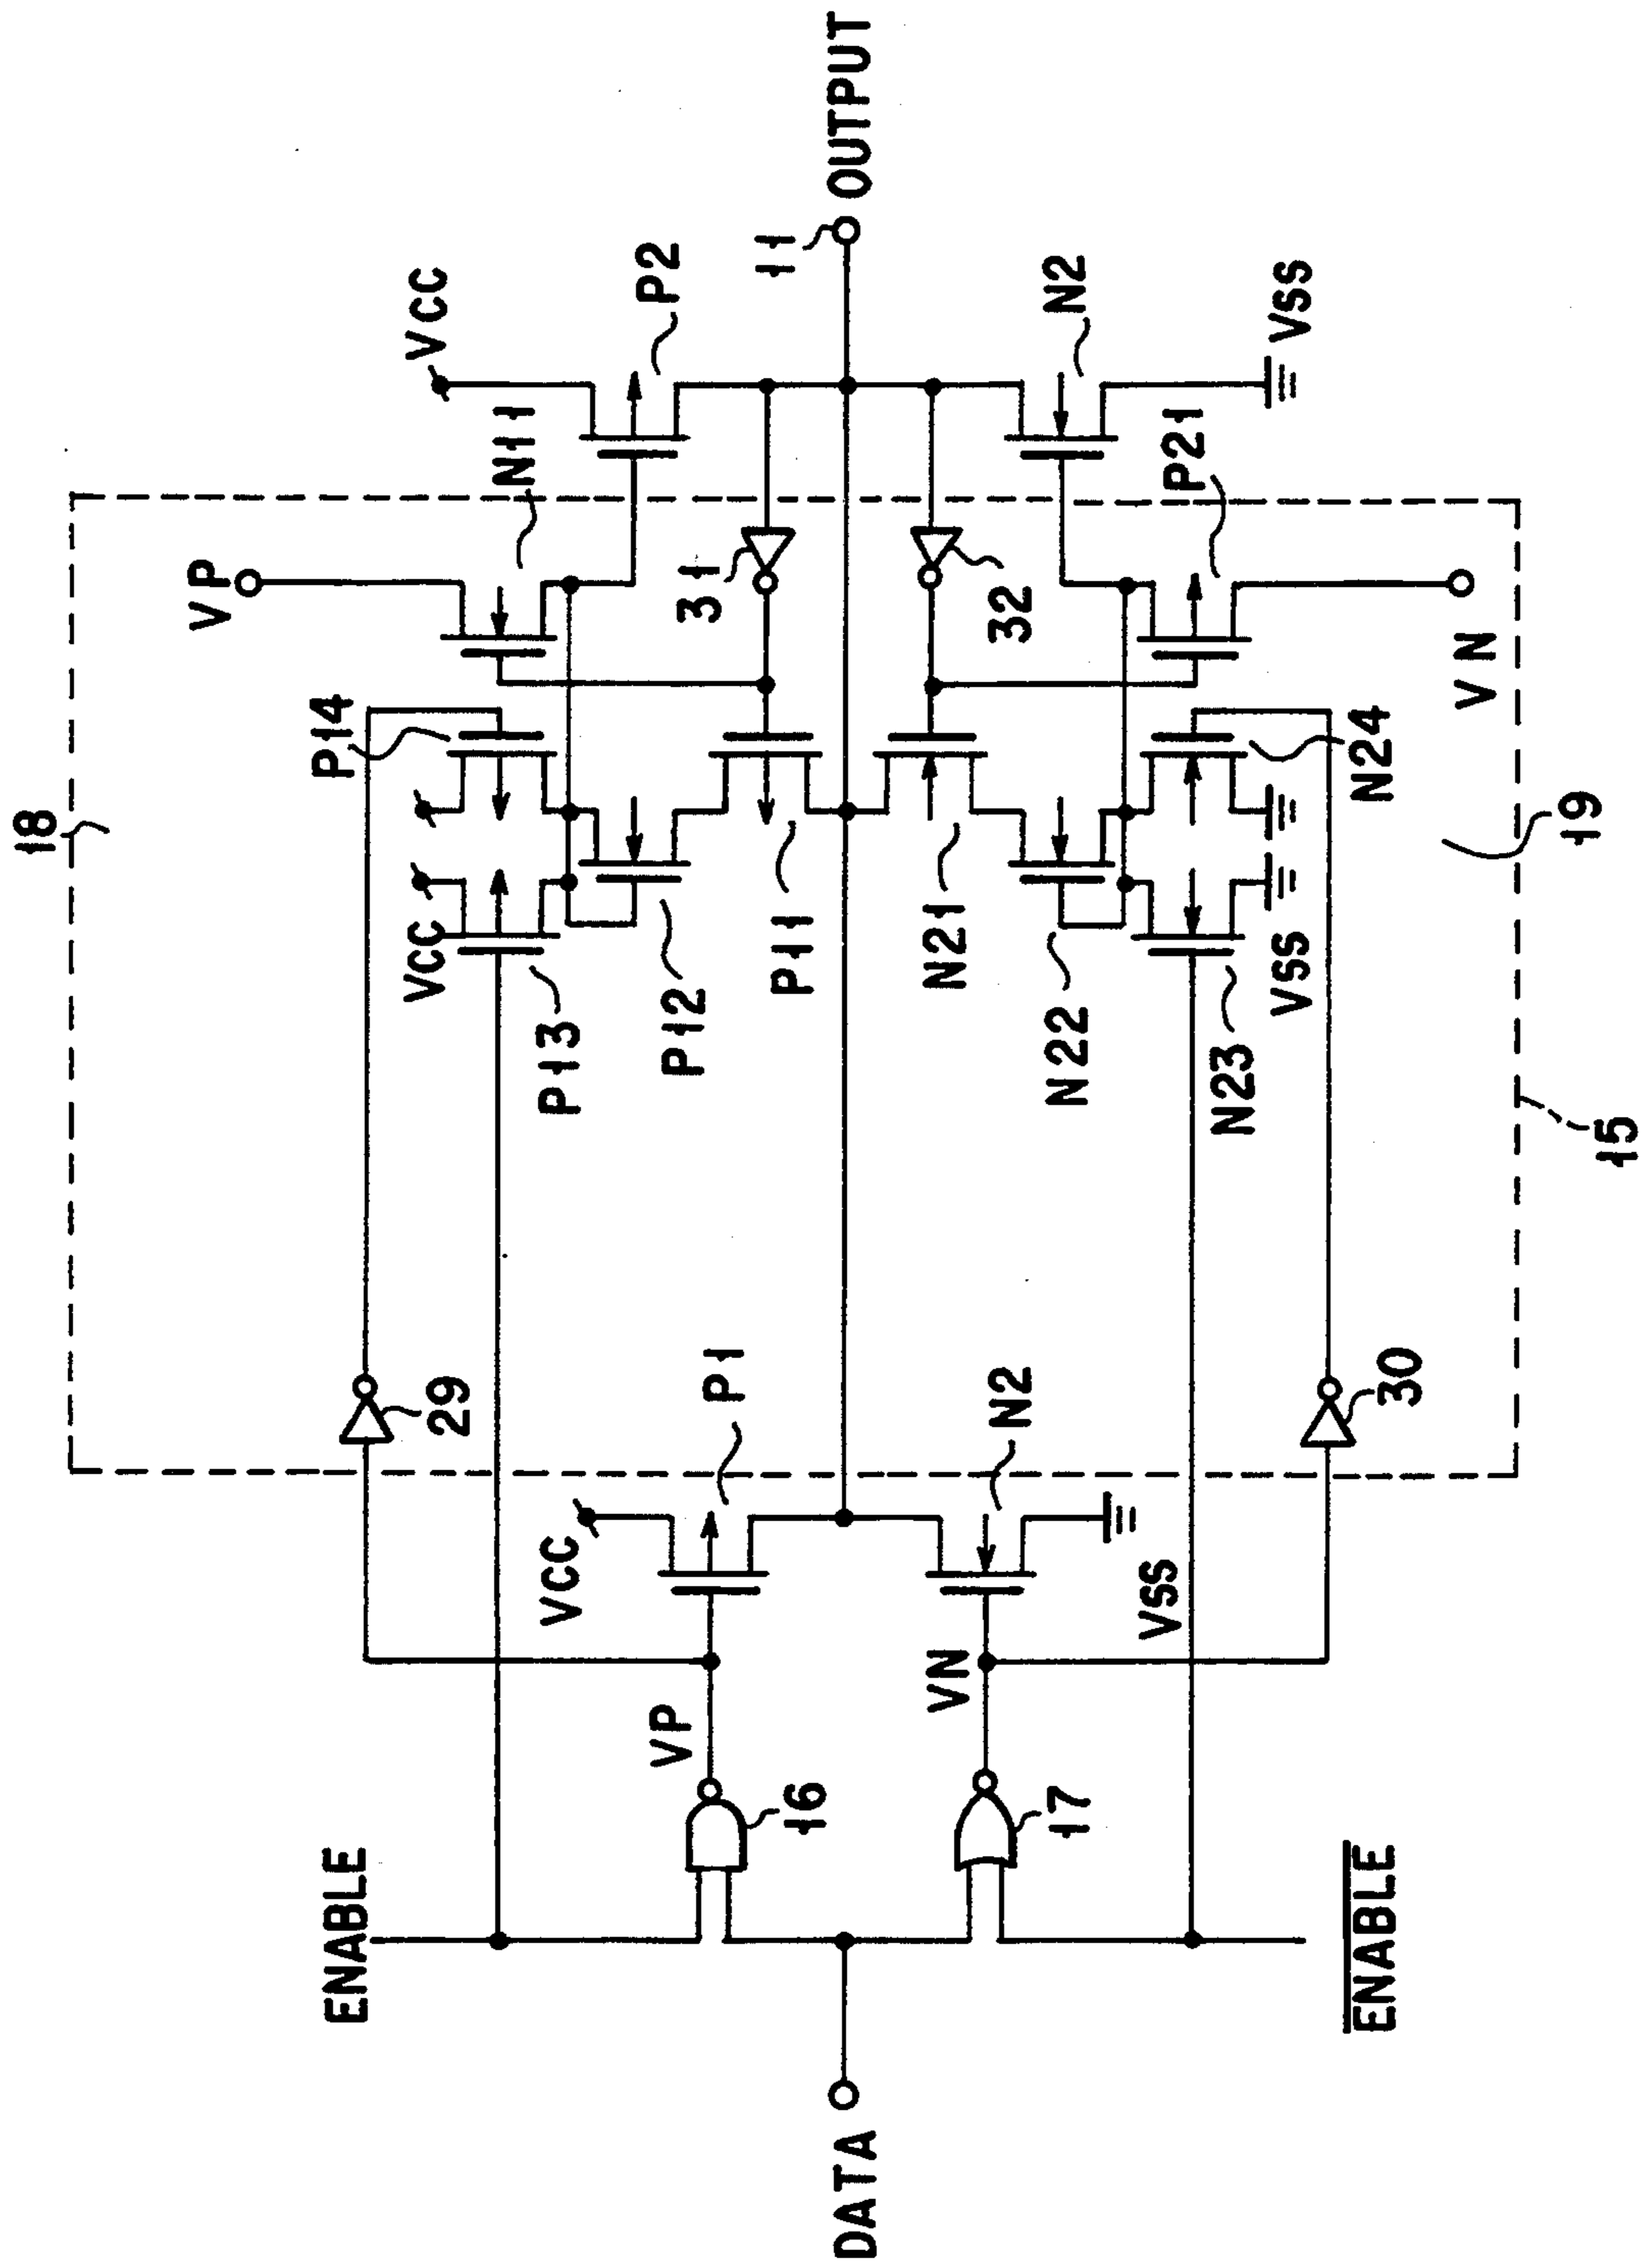 18
VP
VCC
N11
P2
P14
VCC
P13
P12
P11
31
11
OUTPUT
32
N2
VSS
P21
N21
N22
N23
VSS
N24
VN
19
15
29
30
P1
VCC
N2
VSS
VP
VN
16
17
ENABLE
ENABLE
DATA